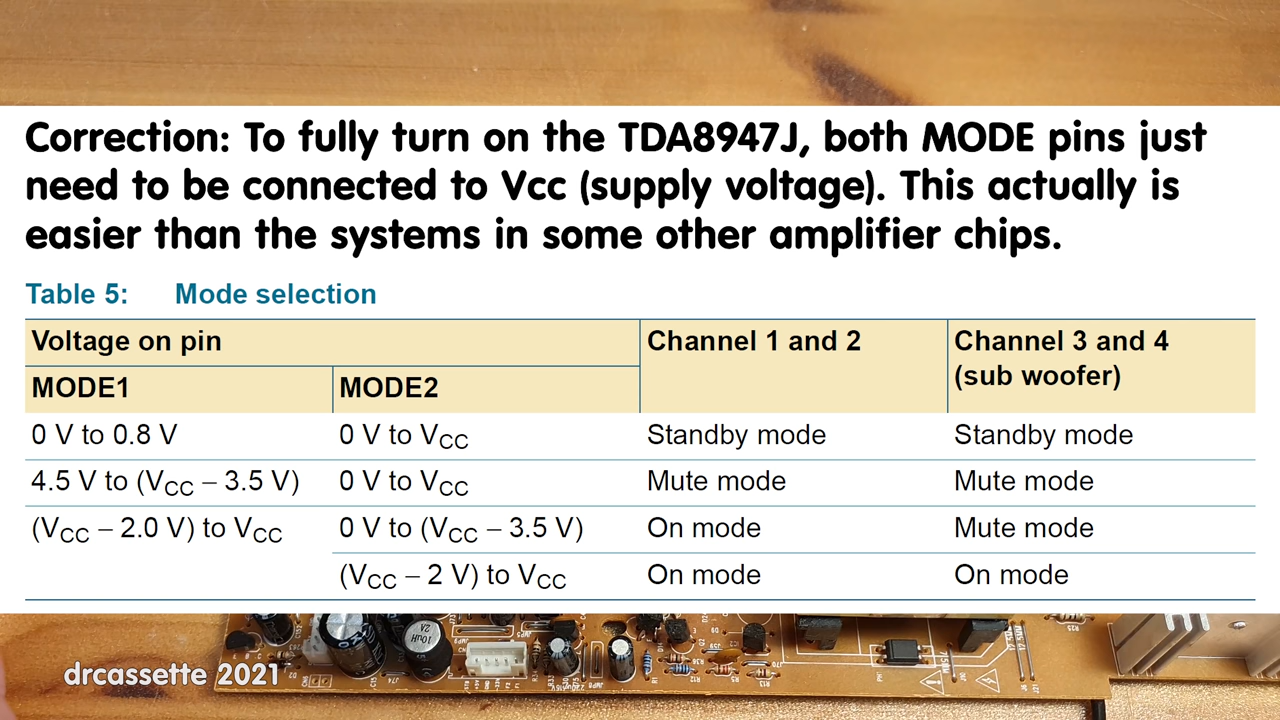 Correction: To fully turn on the TDA8947J, both MODE pins just
need to be connected to Vcc (supply voltage). This actually is
easier than the systems in some other amplifier chips.
Table 5: Mode selection
Voltage on pin Channel 1 and 2 Channel 3 and 4
(sub woofer)
MODE1 MODE2
0 V to 0.8 V 0 V to VCC Standby mode Standby mode
4.5 V to (VCC – 3.5 V) 0 V to VCC Mute mode Mute mode
(VCC – 2.0 V) to VCC 0 V to (VCC – 3.5 V) On mode Mute mode
(VCC – 2 V) to VCC On mode On mode
drcassette 2021
10uH
2A